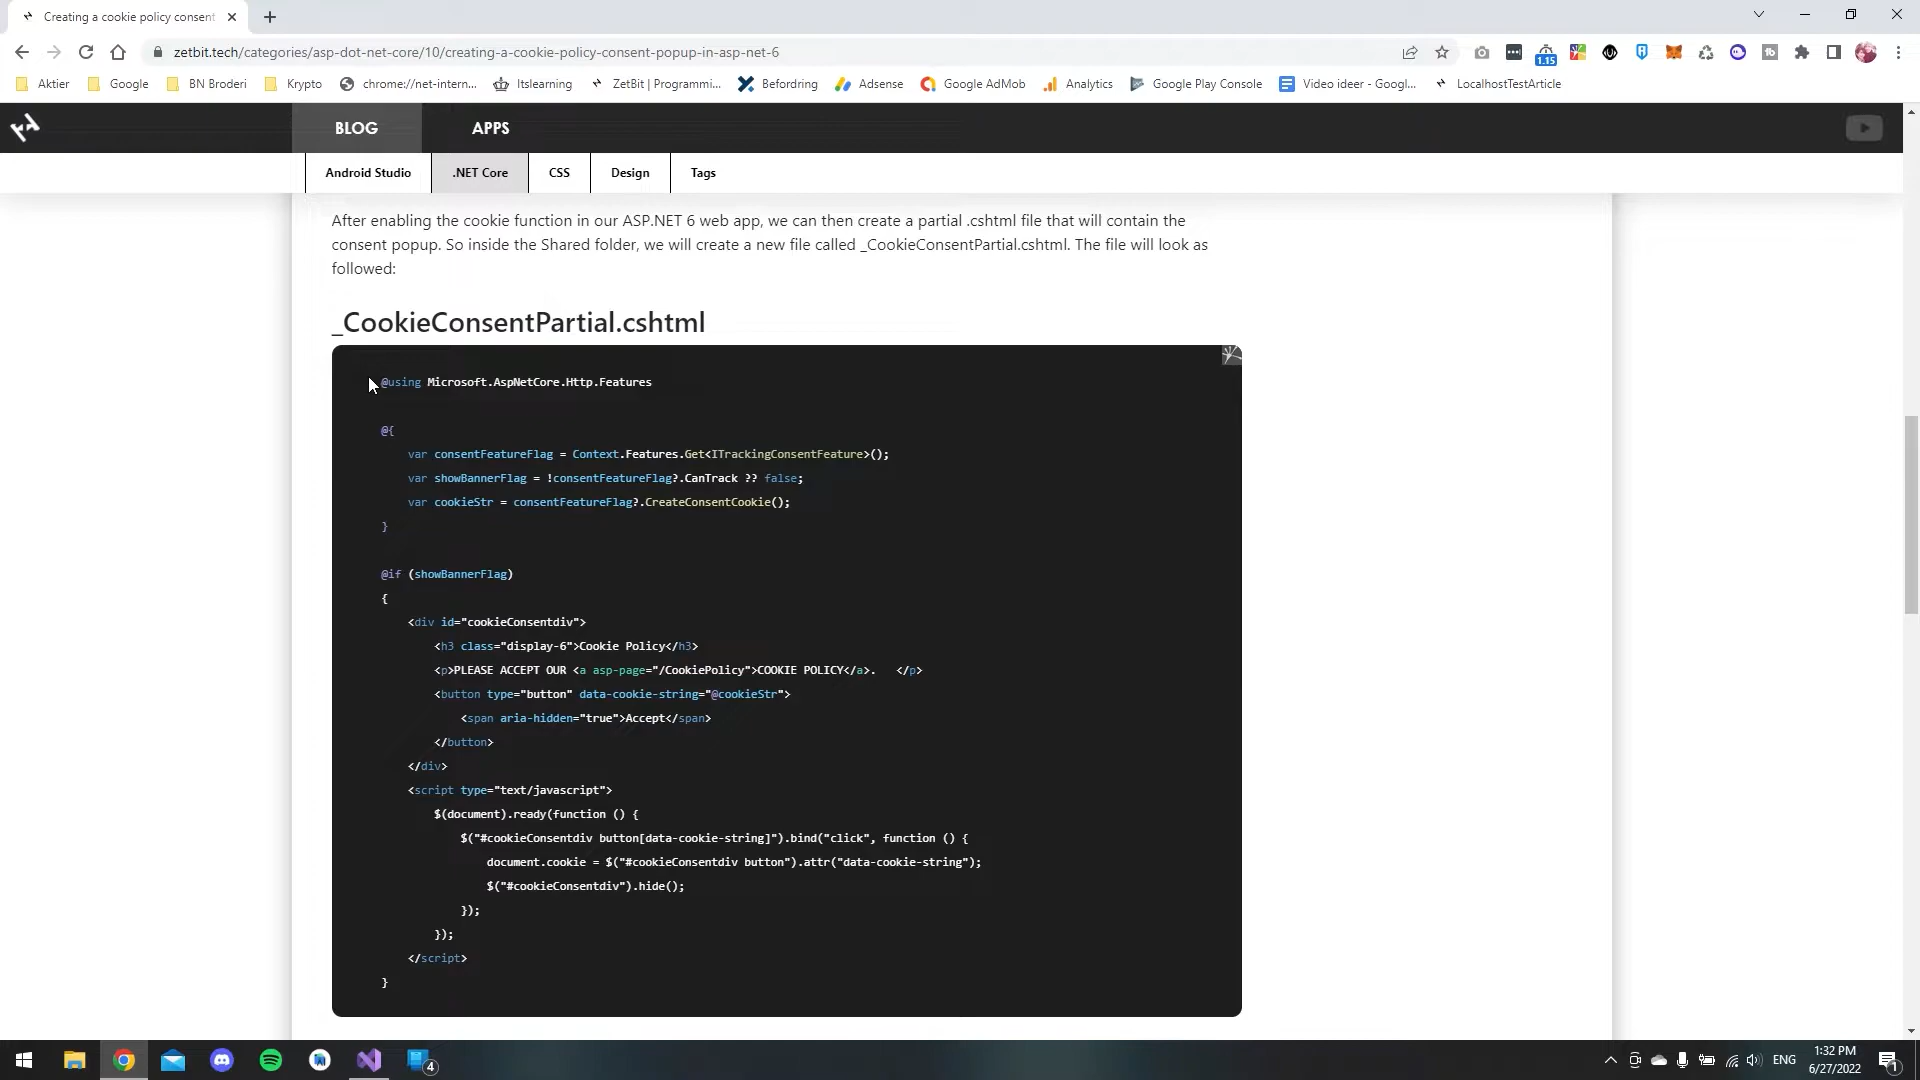 Creating a cookie policy consent
zetbit.tech/categories/asp-dot-net-core/10/creating-a-cookie-policy-consent-popup-in-asp-net-6
1.15
Aktier Google BN Broderi Krypto chrome://net-intern... Itslearning ZetBit | Programmi... Befordring Adsense Google AdMob Analytics Google Play Console Video ideer - Googl... LocalhostTestArticle
BLOG APPS
Android Studio .NET Core CSS Design Tags
After enabling the cookie function in our ASP.NET 6 web app, we can then create a partial .cshtml file that will contain the
consent popup. So inside the Shared folder, we will create a new file called _CookieConsentPartial.cshtml. The file will look as
followed:
_CookieConsentPartial.cshtml
@using Microsoft.AspNetCore.Http.Features
@{
var consentFeatureFlag = Context.Features.Get<ITrackingConsentFeature>();
var showBannerFlag = !consentFeatureFlag?.CanTrack ?? false;
var cookieStr = consentFeatureFlag?.CreateConsentCookie();
}
@if (showBannerFlag)
{
<div id="cookieConsentdiv">
<h3 class="display-6">Cookie Policy</h3>
<p>PLEASE ACCEPT OUR <a asp-page="/CookiePolicy">COOKIE POLICY</a>.   </p>
<button type="button" data-cookie-string="@cookieStr">
<span aria-hidden="true">Accept</span>
</button>
</div>
<script type="text/javascript">
$(document).ready(function () {
$("#cookieConsentdiv button[data-cookie-string]").bind("click", function () {
document.cookie = $("#cookieConsentdiv button").attr("data-cookie-string");
$("#cookieConsentdiv").hide();
});
});
</script>
}
4
ENG
1:32 PM
6/27/2022
1